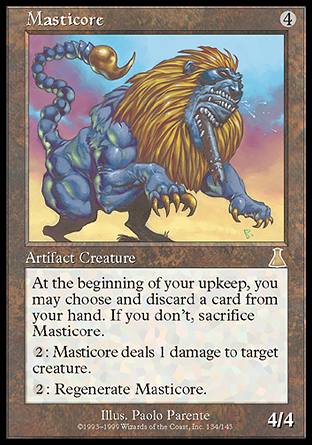 Masticore 4
Artifact Creature
At the beginning of your upkeep, you
may choose and discard a card from
your hand. If you don't, sacrifice
Masticore.
2: Masticore deals 1 damage to target
creature.
2: Regenerate Masticore.
Illus. Paolo Parente
©1993–1999 Wizards of the Coast, Inc. 134/143
4/4